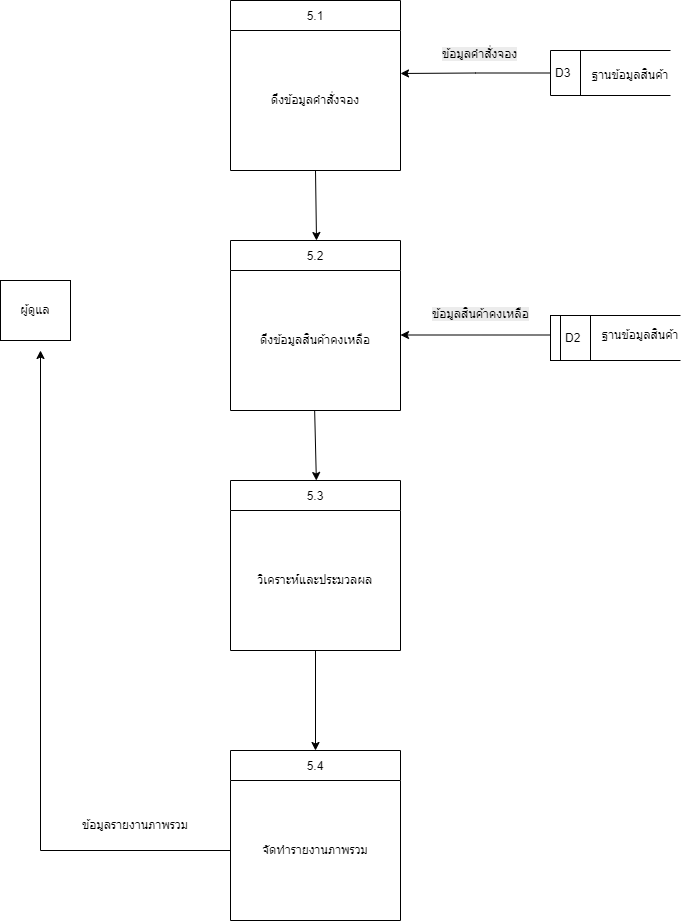 5.1
ดึงข้อมูลคำสั่งจอง
ข้อมูลคำสั่งจอง
D3
ฐานข้อมูลสินค้า
5.2
ดึงข้อมูลสินค้าคงเหลือ
ข้อมูลสินค้าคงเหลือ
D2
ฐานข้อมูลสินค้า
ผู้ดูแล
5.3
วิเคราะห์และประมวลผล
5.4
ข้อมูลรายงานภาพรวม
จัดทำรายงานภาพรวม